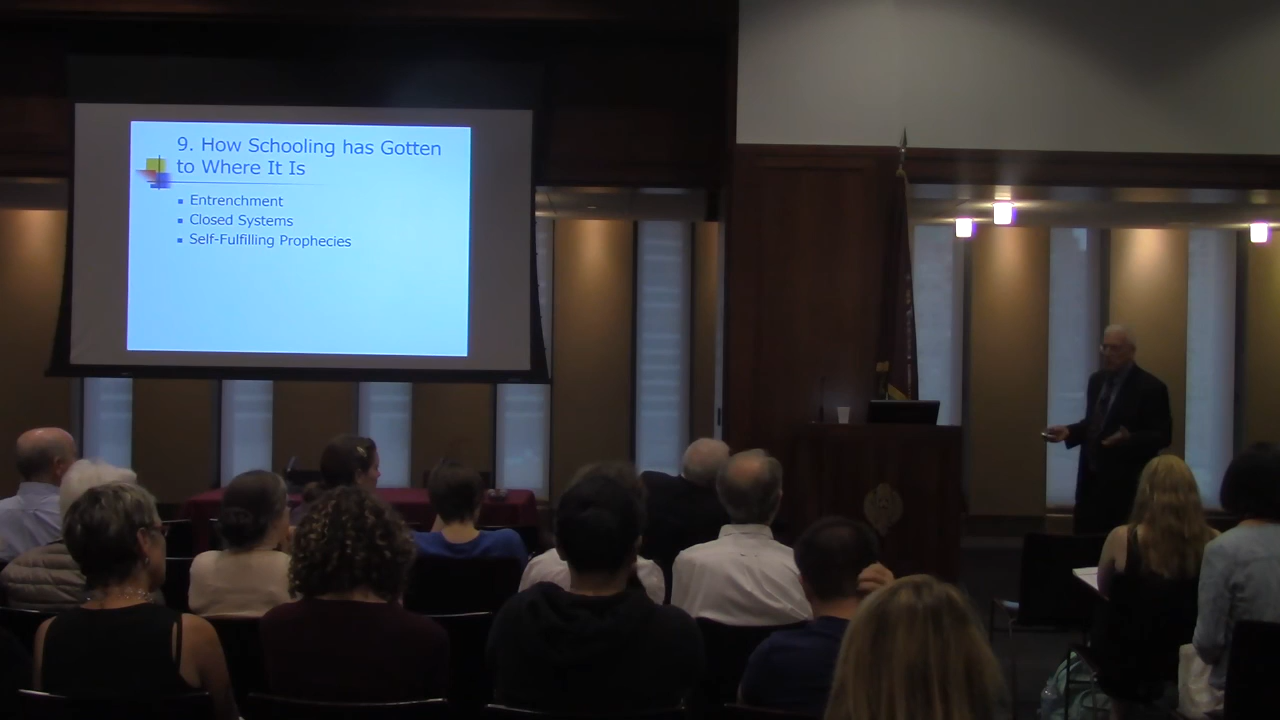 9. How Schooling has Gotten
to Where It Is
Entrenchment
Closed Systems
Self-Fulfilling Prophecies